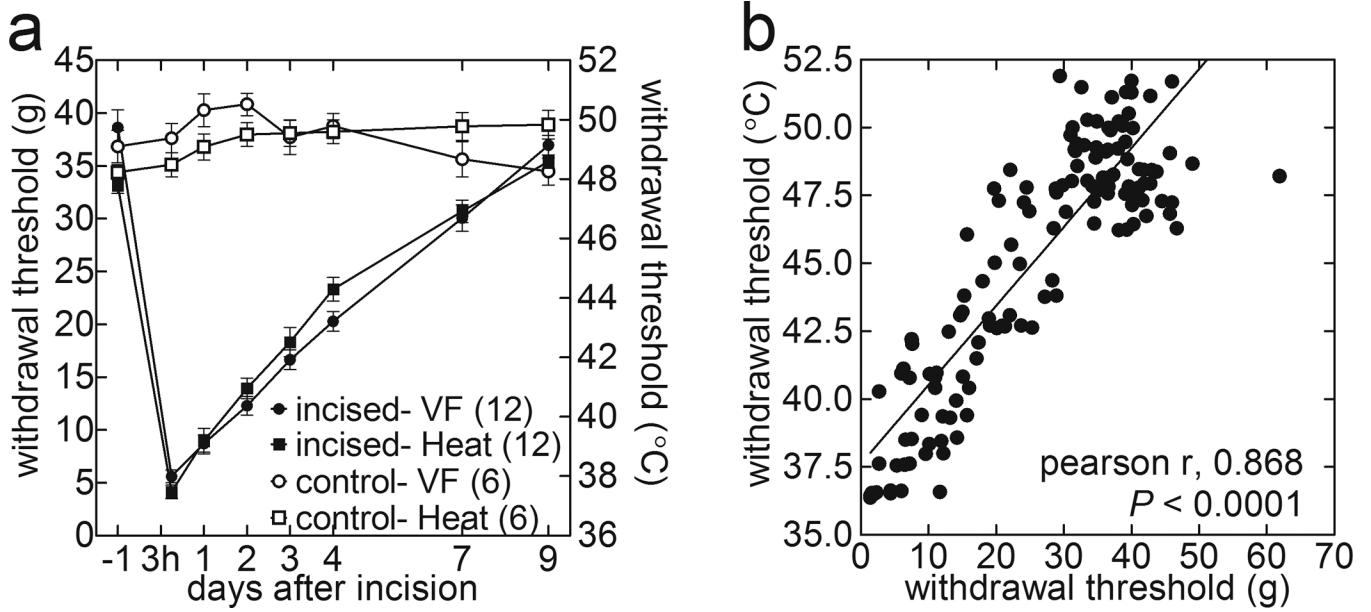 a
withdrawal threshold (g)
45
40
35
30
25
20
15
10
5
0
52
50
48
46
44
42
40
38
36
withdrawal threshold (°C)
incised- VF (12)
incised- Heat (12)
control- VF (6)
control- Heat (6)
-1 3h 1 2 3 4 7 9
days after incision
b
withdrawal threshold (°C)
52.5
50.0
47.5
45.0
42.5
40.0
37.5
35.0
pearson r, 0.868
P < 0.0001
0 10 20 30 40 50 60 70
withdrawal threshold (g)